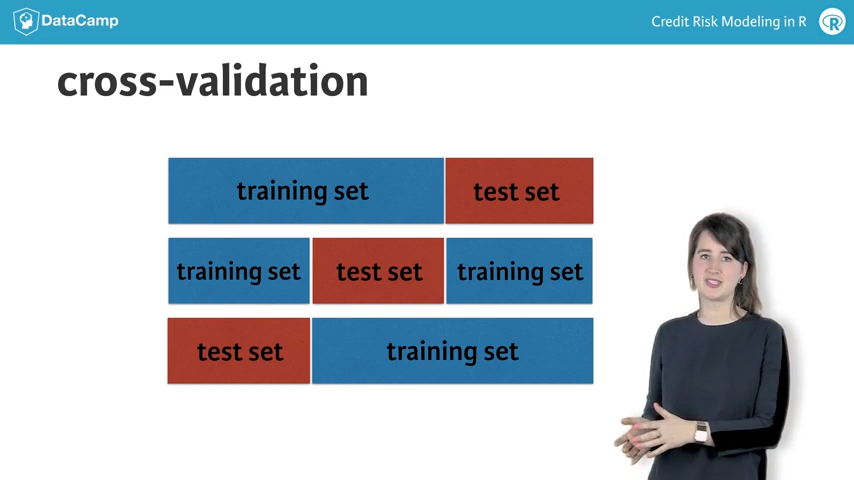 DataCamp
Credit Risk Modeling in R
R
cross-validation
training set
test set
training set
test set
training set
test set
training set